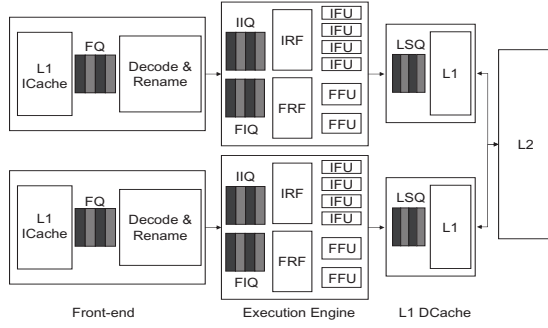 L1
ICache
FQ
Decode &
Rename
IIQ
FIQ
IRF
FRF
IFU
IFU
IFU
IFU
FFU
FFU
LSQ
L1
L2
L1
ICache
FQ
Decode &
Rename
IIQ
FIQ
IRF
FRF
IFU
IFU
IFU
IFU
FFU
FFU
LSQ
L1
Front-end
Execution Engine
L1 DCache